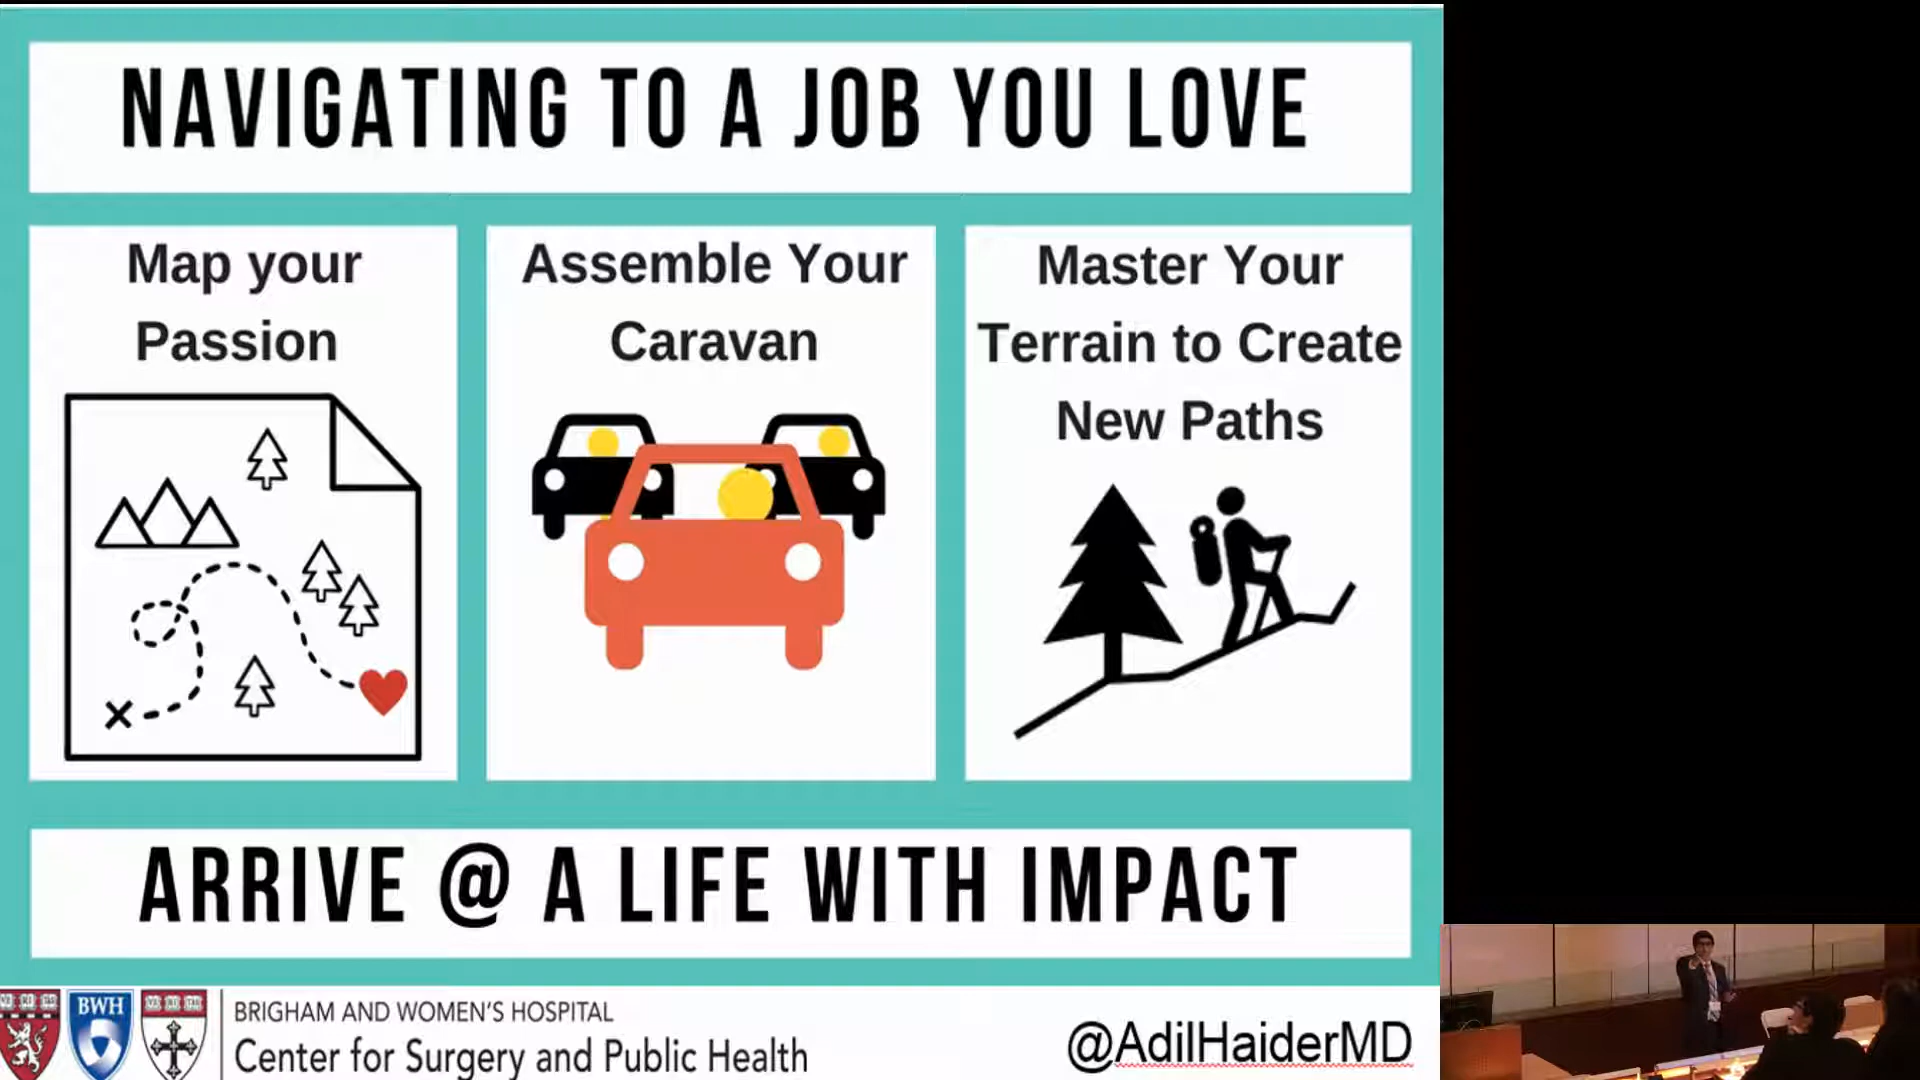 NAVIGATING TO A JOB YOU LOVE
Map your
Passion
Assemble Your
Caravan
Master Your
Terrain to Create
New Paths
ARRIVE @ A LIFE WITH IMPACT
BWH
BRIGHAM AND WOMEN'S HOSPITAL
Center for Surgery and Public Health
@AdilHaiderMD